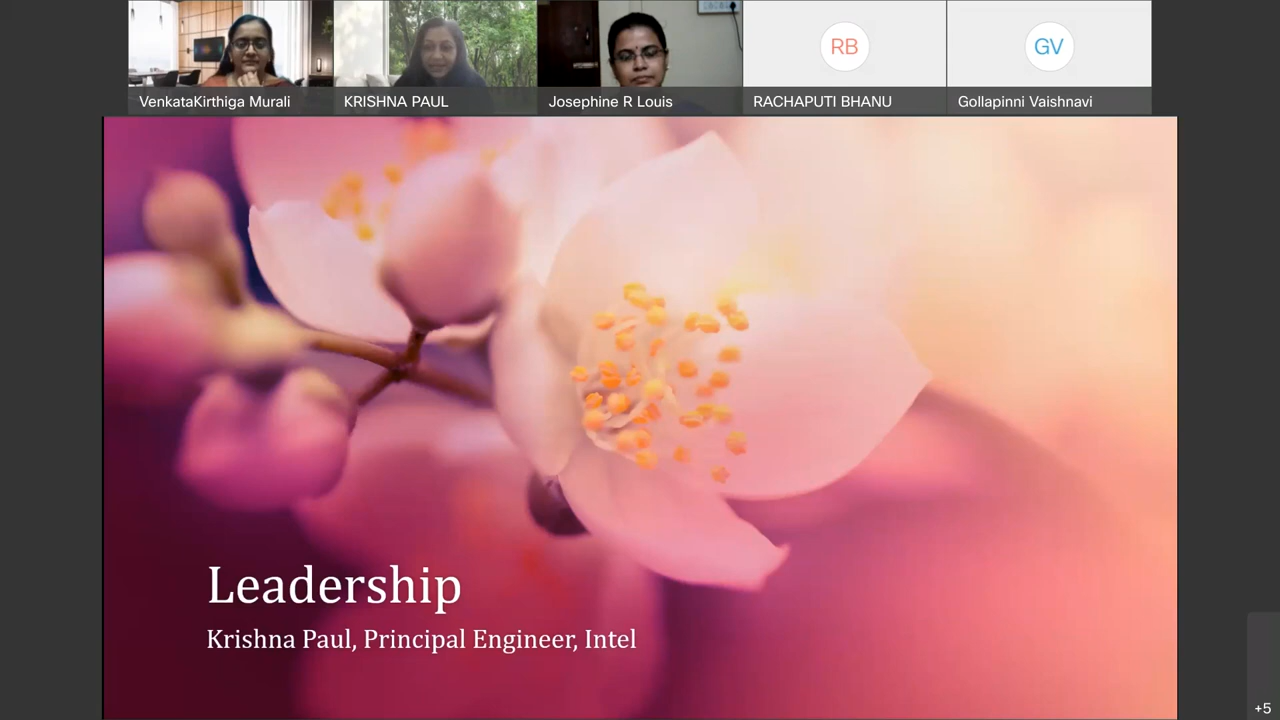 VenkataKirthiga Murali
KRISHNA PAUL
Josephine R Louis
RB
RACHAPUTI BHANU
GV
Gollapinni Vaishnavi
Leadership
Krishna Paul, Principal Engineer, Intel
+5